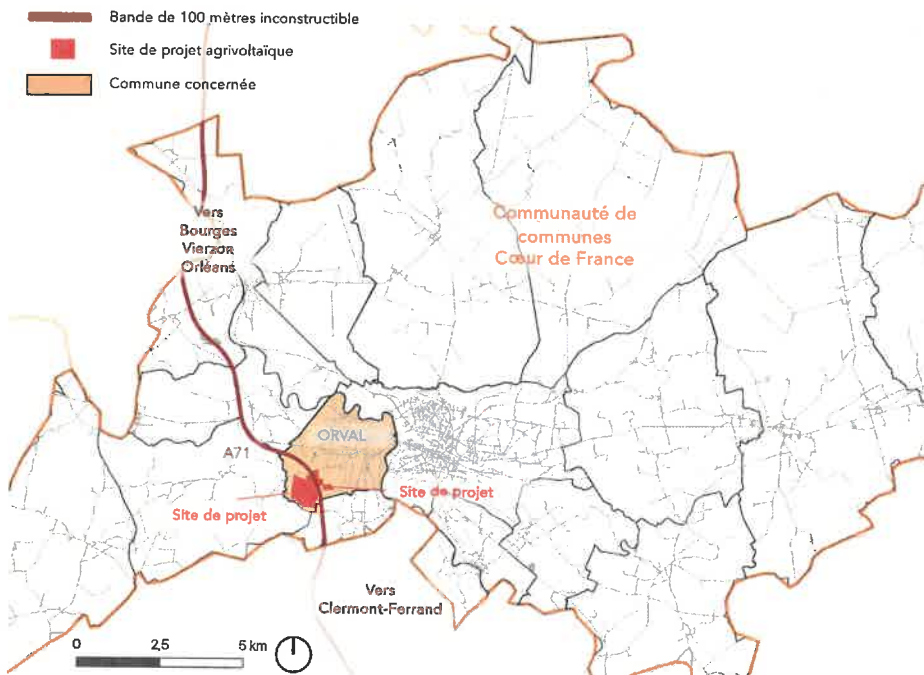 Bande de 100 mètres inconstructible
Site de projet agrivoltaïque
Commune concernée
Vers
Bourges
Vierzon
Orléans
Communauté de
communes
Cœur de France
ORVAL
A71
Site de projet
Site de projet
Vers
Clermont-Ferrand
0 2,5 5 km